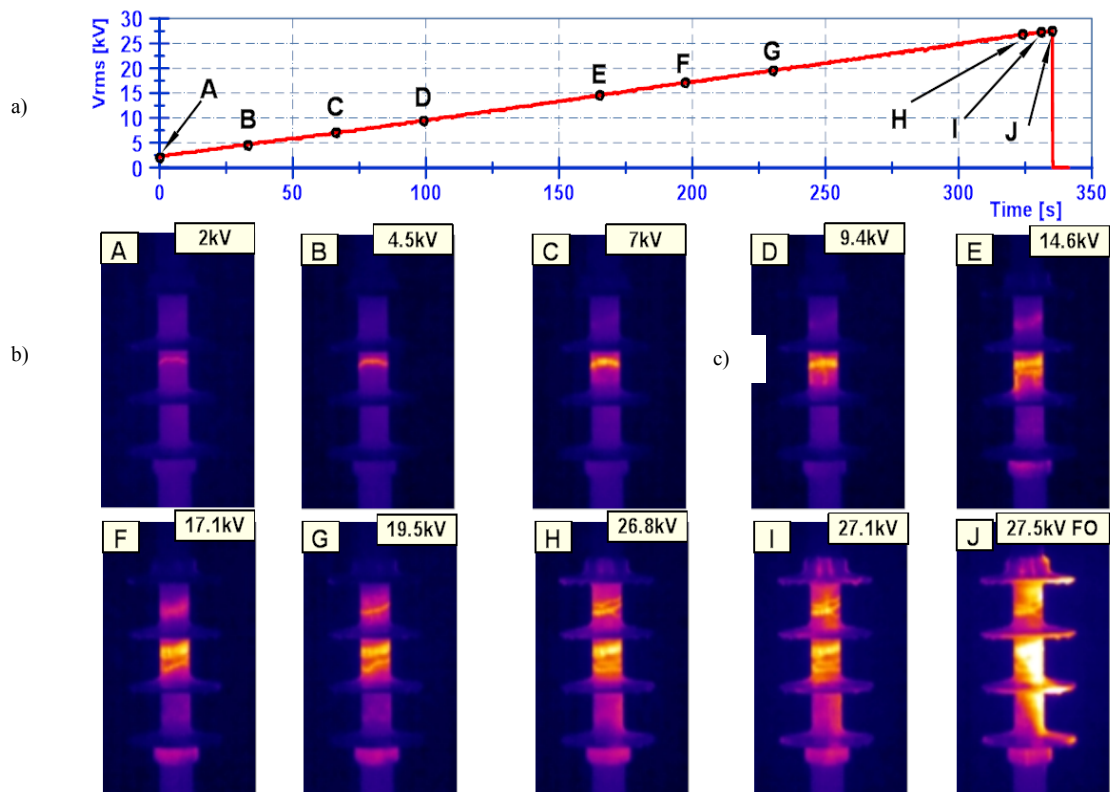 a)
Vrms [kV]
30
25
20
15
10
5
0
A
B
C
D
E
F
G
H
I
J
0
50
100
150
200
250
300
350
Time [s]
b)
c)
A
2kV
B
4.5kV
C
7kV
D
9.4kV
E
14.6kV
F
17.1kV
G
19.5kV
H
26.8kV
I
27.1kV
J
27.5kV FO